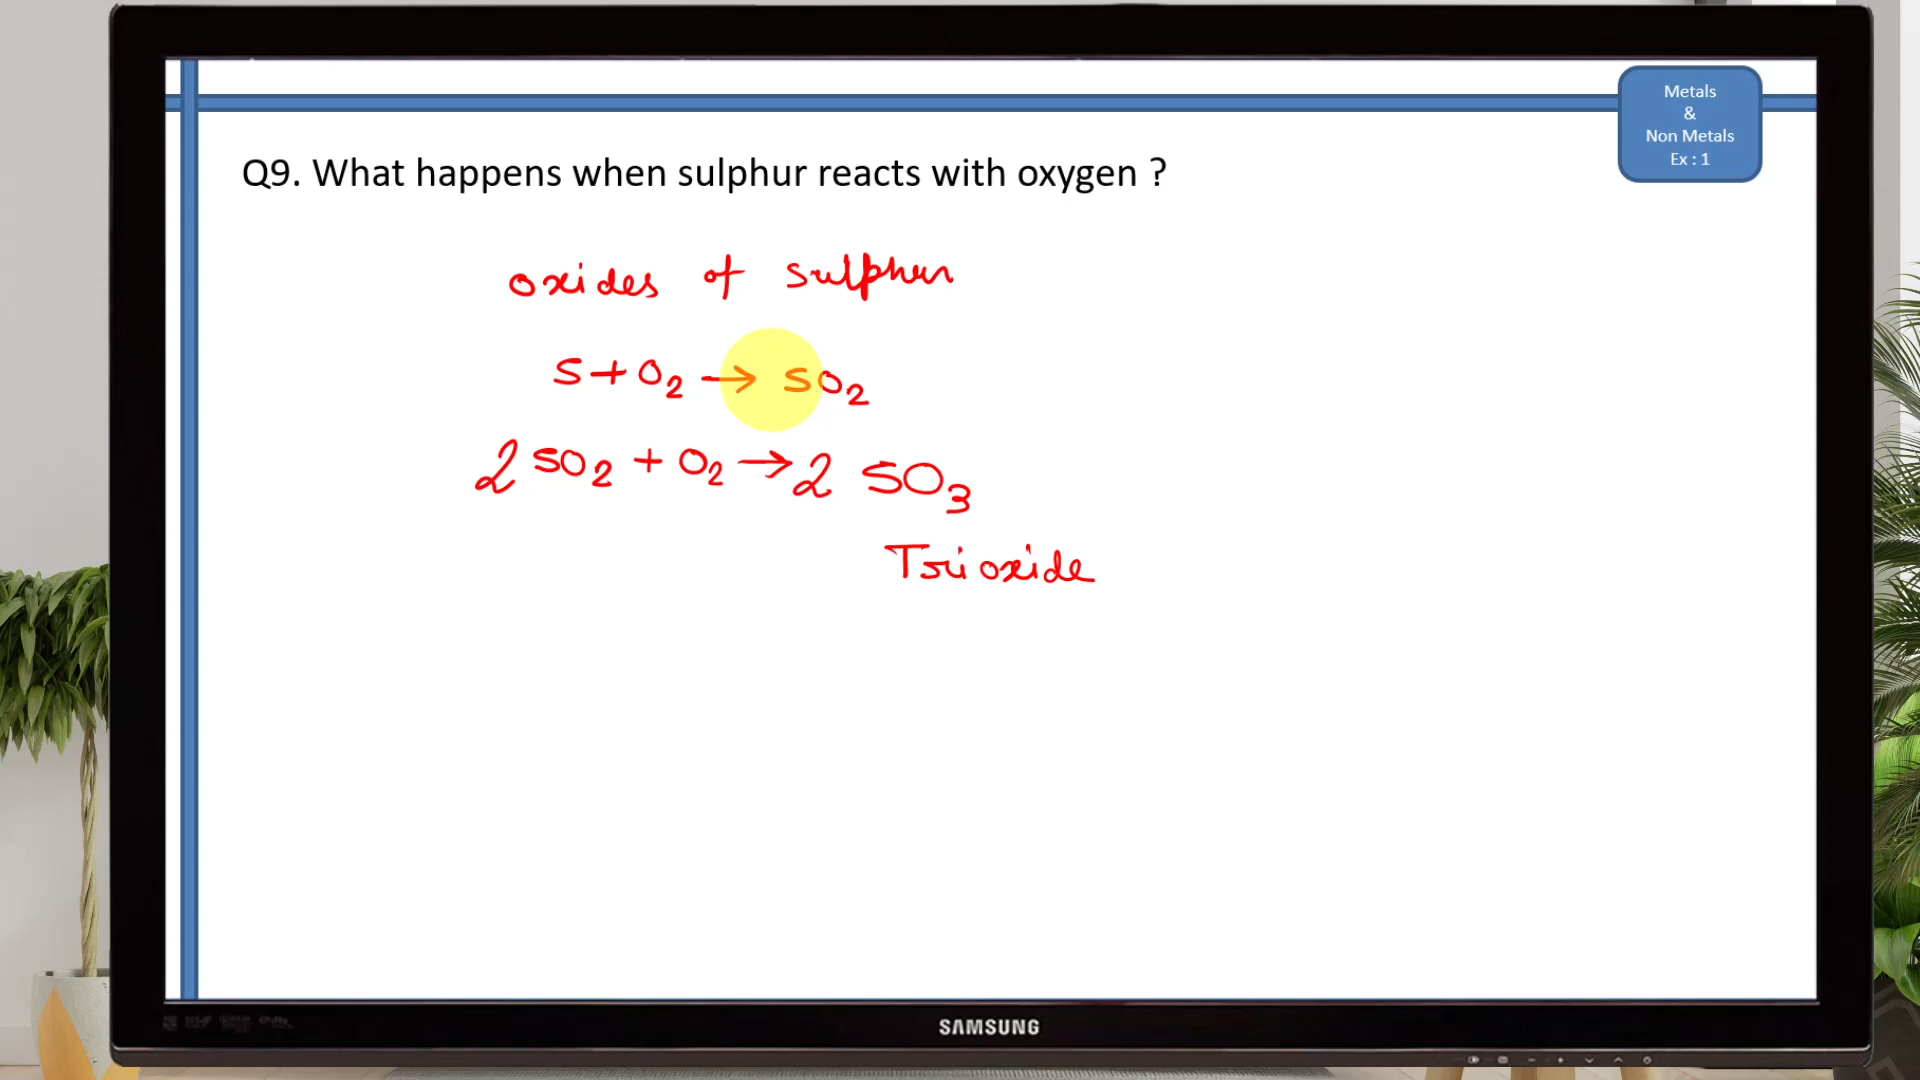 Metals
&
Non Metals
Ex : 1
Q9. What happens when sulphur reacts with oxygen ?
oxides of sulphur
S + O₂ → SO₂
2 SO₂ + O₂ → 2 SO₃
Trioxide
SAMSUNG